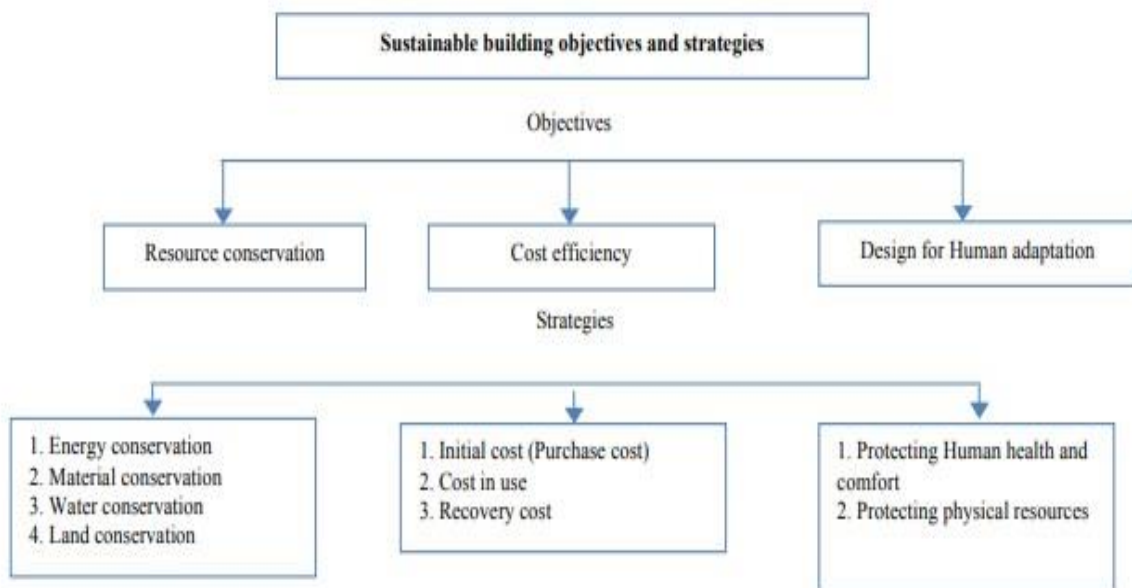 Sustainable building objectives and strategies
Objectives
Resource conservation
Cost efficiency
Design for Human adaptation
Strategies
1. Energy conservation
2. Material conservation
3. Water conservation
4. Land conservation
1. Initial cost (Purchase cost)
2. Cost in use
3. Recovery cost
1. Protecting Human health and
comfort
2. Protecting physical resources